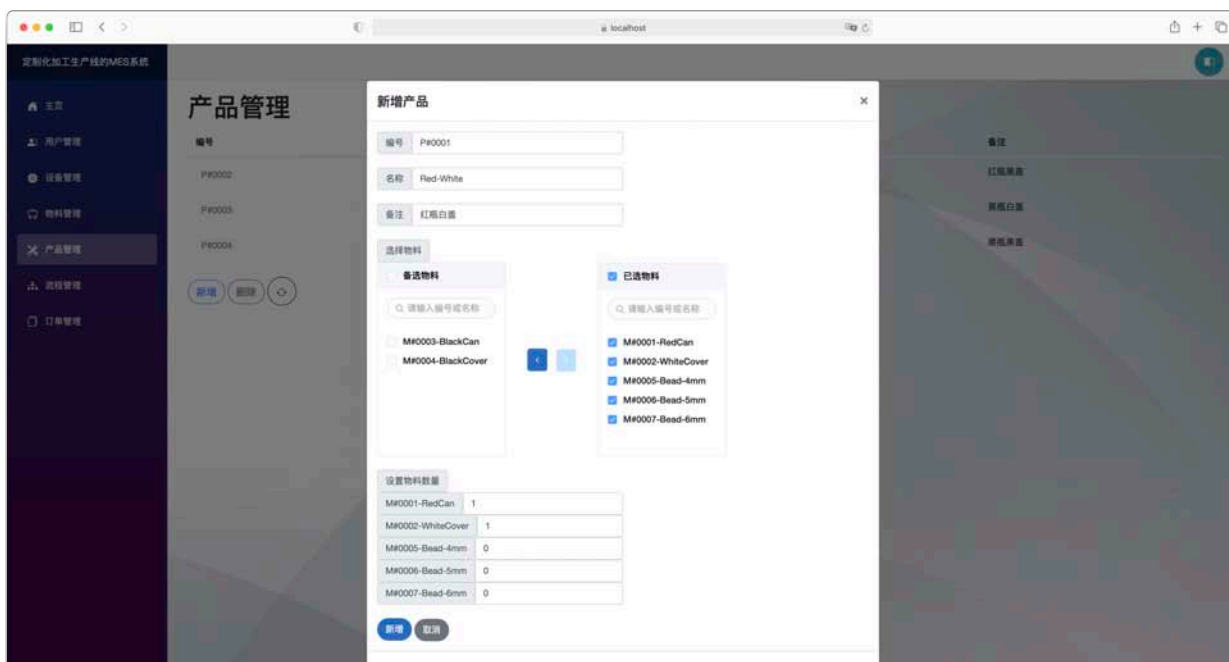 localhost
定制化加工生产线的MES系统
主页
用户管理
设备管理
物料管理
产品管理
流程管理
订单管理
产品管理
编号
备注
P#0002
红瓶黑盖
P#0003
黑瓶白盖
P#0004
黑瓶黑盖
新增 删除
新增产品
编号 P#0001
名称 Red-White
备注 红瓶白盖
选择物料
备选物料
请输入编号或名称
M#0003-BlackCan
M#0004-BlackCover
已选物料
请输入编号或名称
M#0001-RedCan
M#0002-WhiteCover
M#0005-Bead-4mm
M#0006-Bead-5mm
M#0007-Bead-6mm
设置物料数量
M#0001-RedCan 1
M#0002-WhiteCover 1
M#0005-Bead-4mm 0
M#0006-Bead-5mm 0
M#0007-Bead-6mm 0
新增 取消